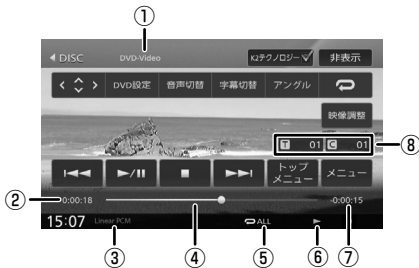 ①
DISC DVD-Video K2テクノロジー 非表示
DVD設定 音声切替 字幕切替 アングル
映像調整
T 01 C 01 ⑧
トップメニュー メニュー
② 0:00:18 -0:00:15
15:07 Linear PCM ALL
③ ④ ⑤ ⑥ ⑦